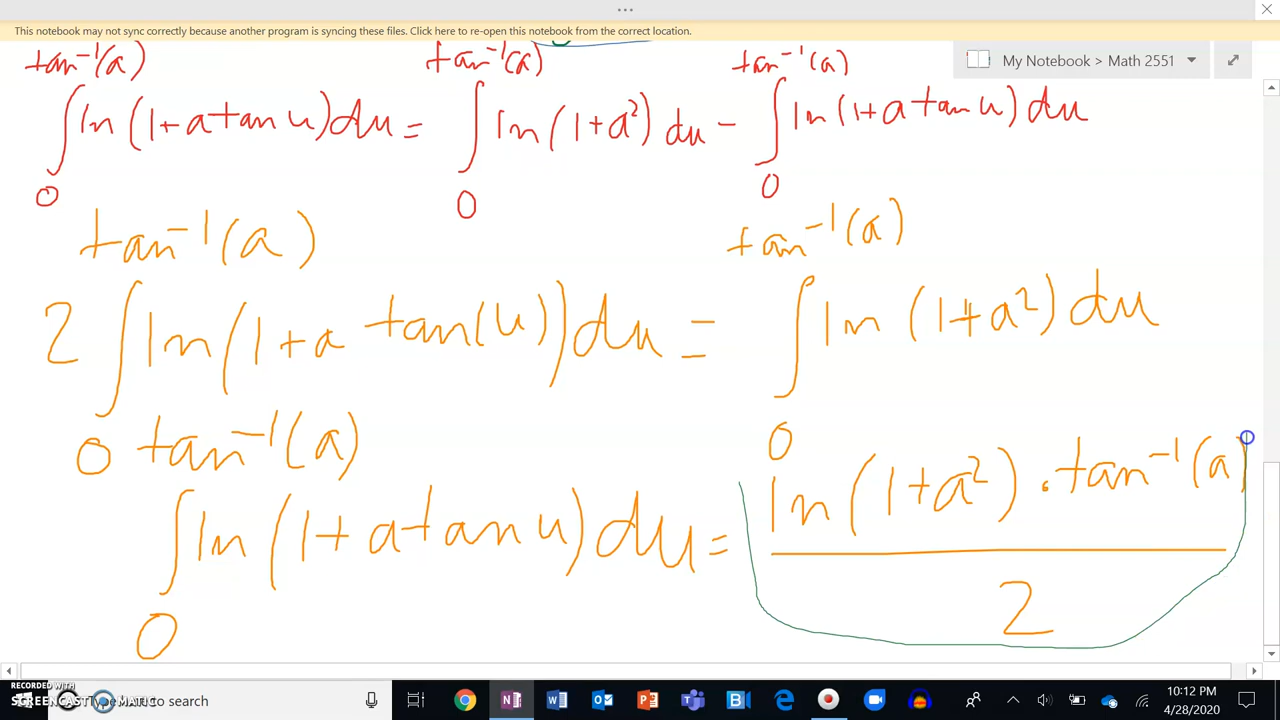 This notebook may not sync correctly because another program is syncing these files. Click here to re-open this notebook from the correct location.
My Notebook > Math 2551
tan⁻¹(a) tan⁻¹(a) tan⁻¹(a)
∫ ln(1+a tan u) du = ∫ ln(1+a²) du - ∫ ln(1+a tan u) du
0 0 0
tan⁻¹(a) tan⁻¹(a)
2 ∫ ln(1+a tan(u)) du = ∫ ln(1+a²) du
0 0
tan⁻¹(a) ln(1+a²) · tan⁻¹(a)
∫ ln(1+a tan u) du =
0 2
RECORDED WITH
SCREENCAST MATIC
Type to search
10:12 PM
4/28/2020